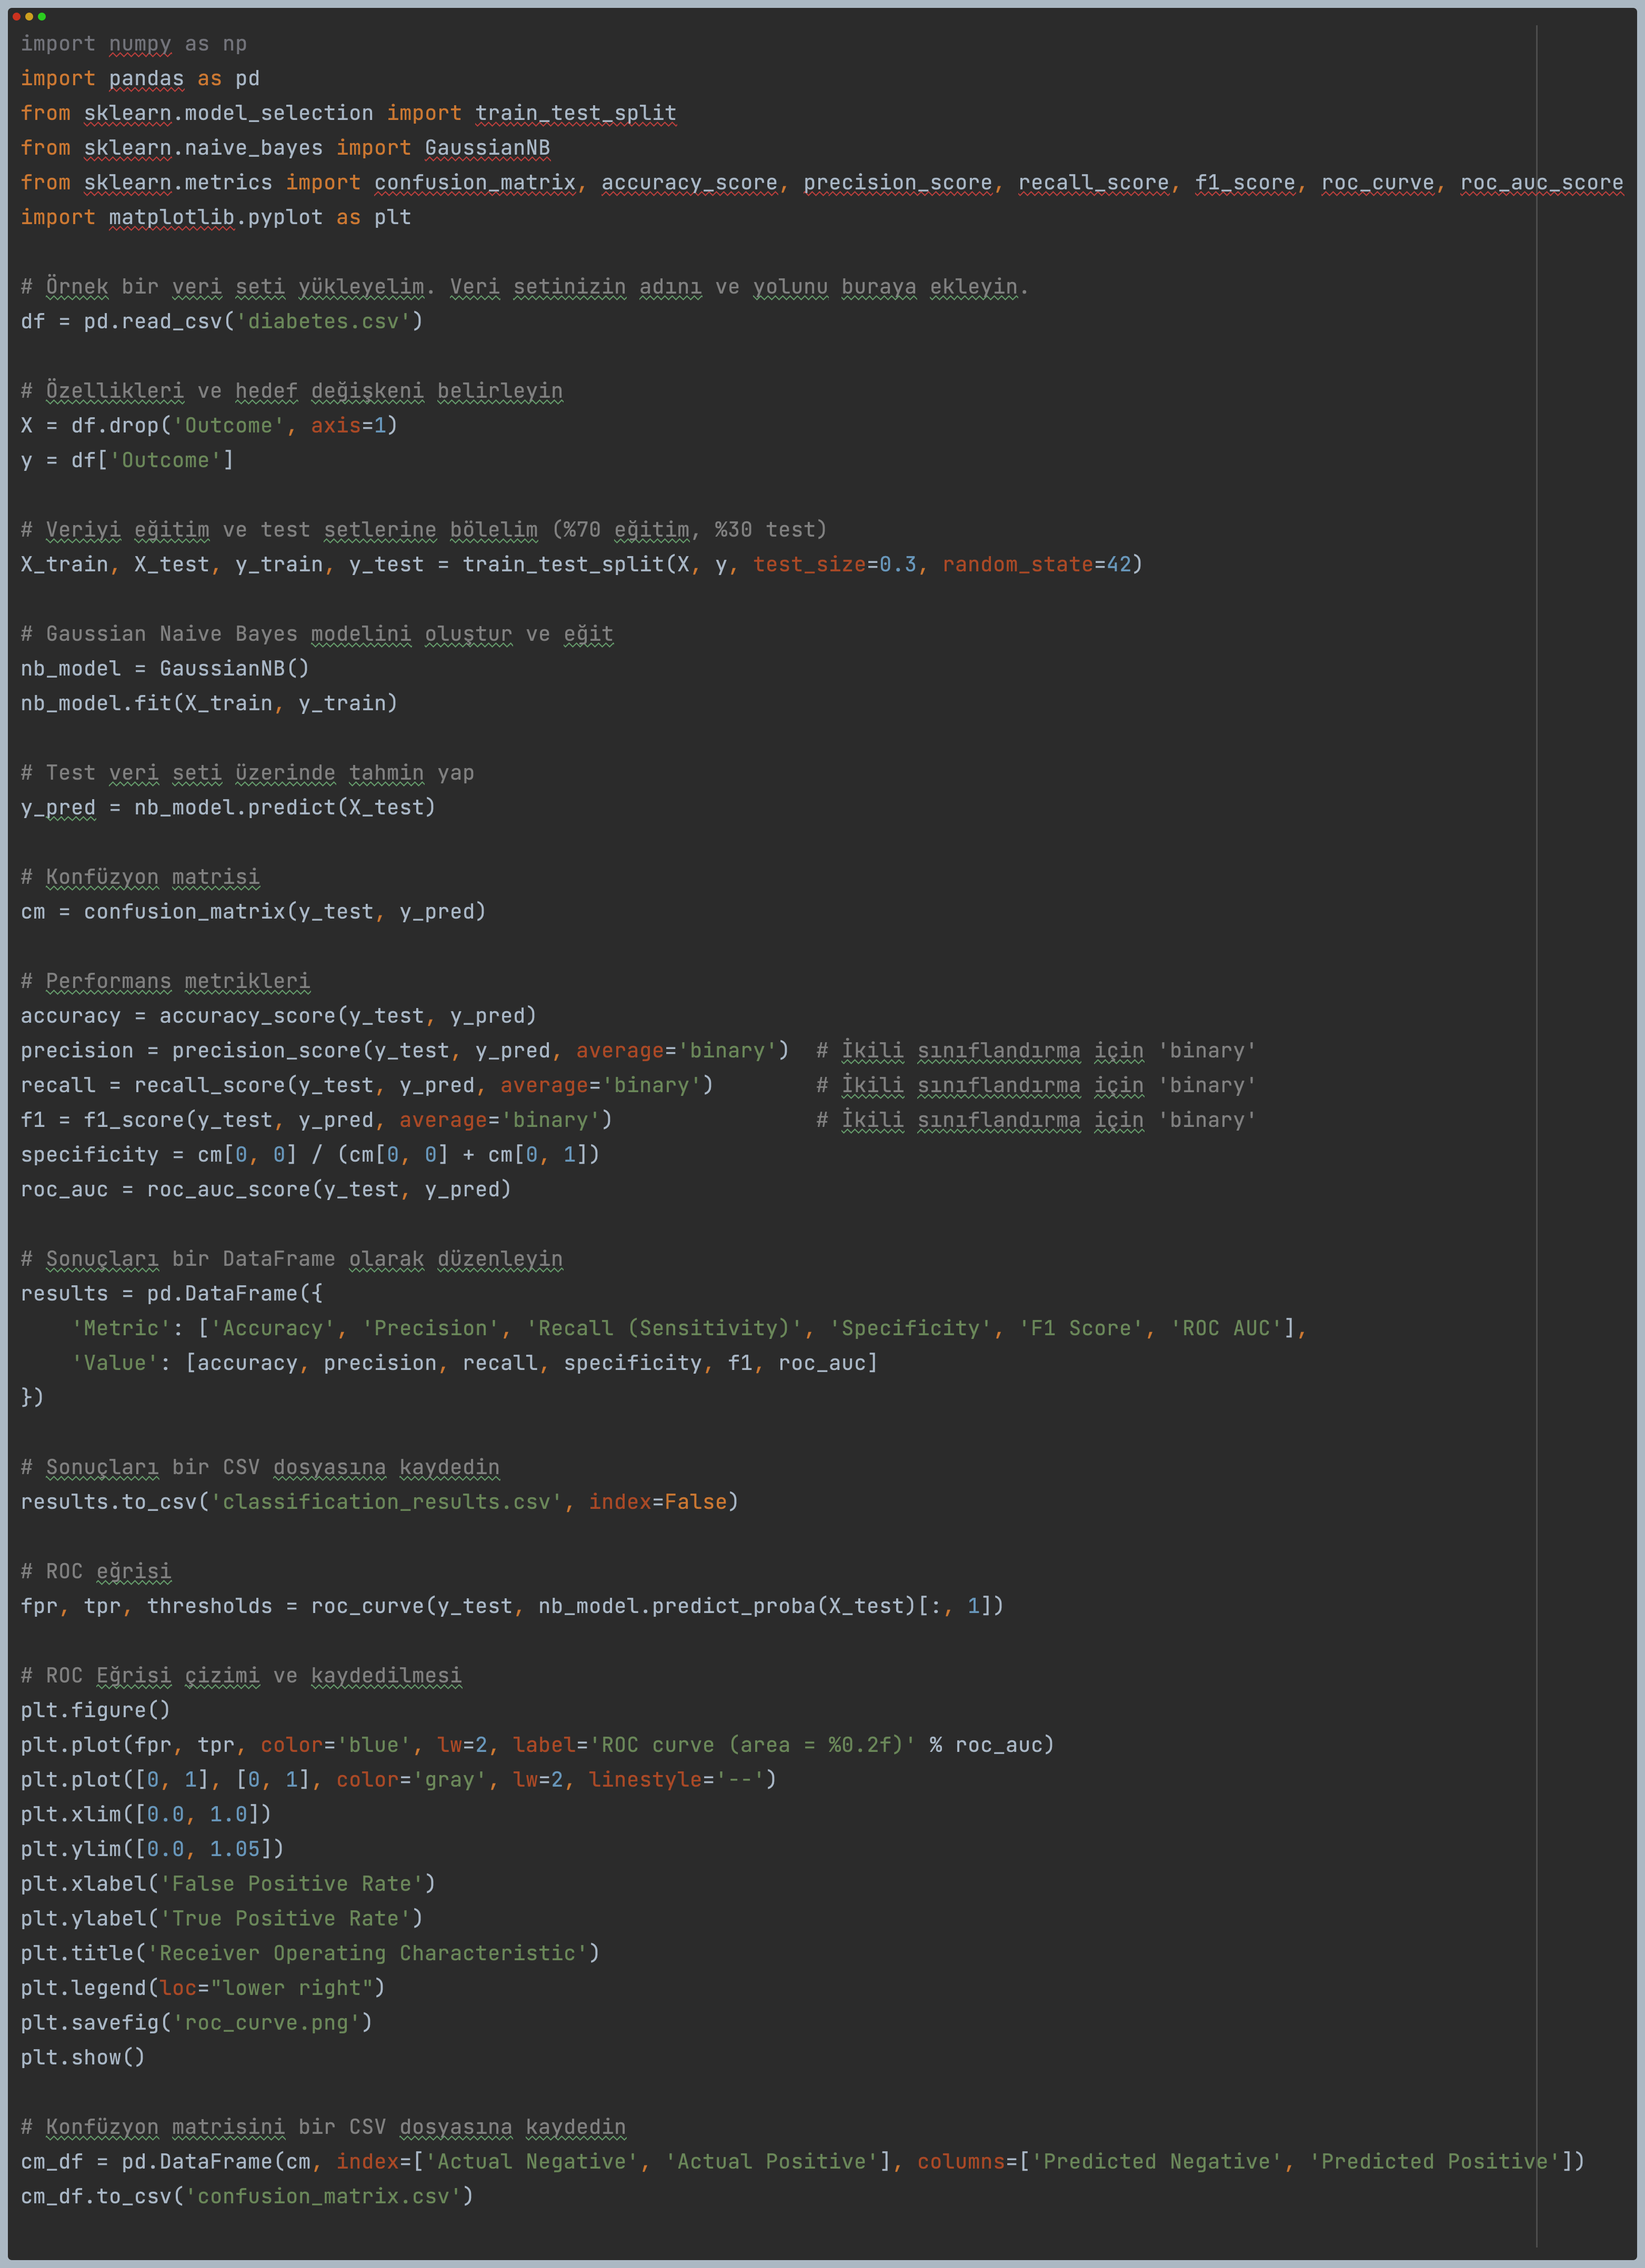 import numpy as np
import pandas as pd
from sklearn.model_selection import train_test_split
from sklearn.naive_bayes import GaussianNB
from sklearn.metrics import confusion_matrix, accuracy_score, precision_score, recall_score, f1_score, roc_curve, roc_auc_score
import matplotlib.pyplot as plt

# Örnek bir veri seti yükleyelim. Veri setinizin adını ve yolunu buraya ekleyin.
df = pd.read_csv('diabetes.csv')

# Özellikleri ve hedef değişkeni belirleyin
X = df.drop('Outcome', axis=1)
y = df['Outcome']

# Veriyi eğitim ve test setlerine bölelim (%70 eğitim, %30 test)
X_train, X_test, y_train, y_test = train_test_split(X, y, test_size=0.3, random_state=42)

# Gaussian Naive Bayes modelini oluştur ve eğit
nb_model = GaussianNB()
nb_model.fit(X_train, y_train)

# Test veri seti üzerinde tahmin yap
y_pred = nb_model.predict(X_test)

# Konfüzyon matrisi
cm = confusion_matrix(y_test, y_pred)

# Performans metrikleri
accuracy = accuracy_score(y_test, y_pred)
precision = precision_score(y_test, y_pred, average='binary')  # İkili sınıflandırma için 'binary'
recall = recall_score(y_test, y_pred, average='binary')        # İkili sınıflandırma için 'binary'
f1 = f1_score(y_test, y_pred, average='binary')                # İkili sınıflandırma için 'binary'
specificity = cm[0, 0] / (cm[0, 0] + cm[0, 1])
roc_auc = roc_auc_score(y_test, y_pred)

# Sonuçları bir DataFrame olarak düzenleyin
results = pd.DataFrame({
    'Metric': ['Accuracy', 'Precision', 'Recall (Sensitivity)', 'Specificity', 'F1 Score', 'ROC AUC'],
    'Value': [accuracy, precision, recall, specificity, f1, roc_auc]
})

# Sonuçları bir CSV dosyasına kaydedin
results.to_csv('classification_results.csv', index=False)

# ROC eğrisi
fpr, tpr, thresholds = roc_curve(y_test, nb_model.predict_proba(X_test)[:, 1])

# ROC Eğrisi çizimi ve kaydedilmesi
plt.figure()
plt.plot(fpr, tpr, color='blue', lw=2, label='ROC curve (area = %0.2f)' % roc_auc)
plt.plot([0, 1], [0, 1], color='gray', lw=2, linestyle='--')
plt.xlim([0.0, 1.0])
plt.ylim([0.0, 1.05])
plt.xlabel('False Positive Rate')
plt.ylabel('True Positive Rate')
plt.title('Receiver Operating Characteristic')
plt.legend(loc="lower right")
plt.savefig('roc_curve.png')
plt.show()

# Konfüzyon matrisini bir CSV dosyasına kaydedin
cm_df = pd.DataFrame(cm, index=['Actual Negative', 'Actual Positive'], columns=['Predicted Negative', 'Predicted Positive'])
cm_df.to_csv('confusion_matrix.csv')